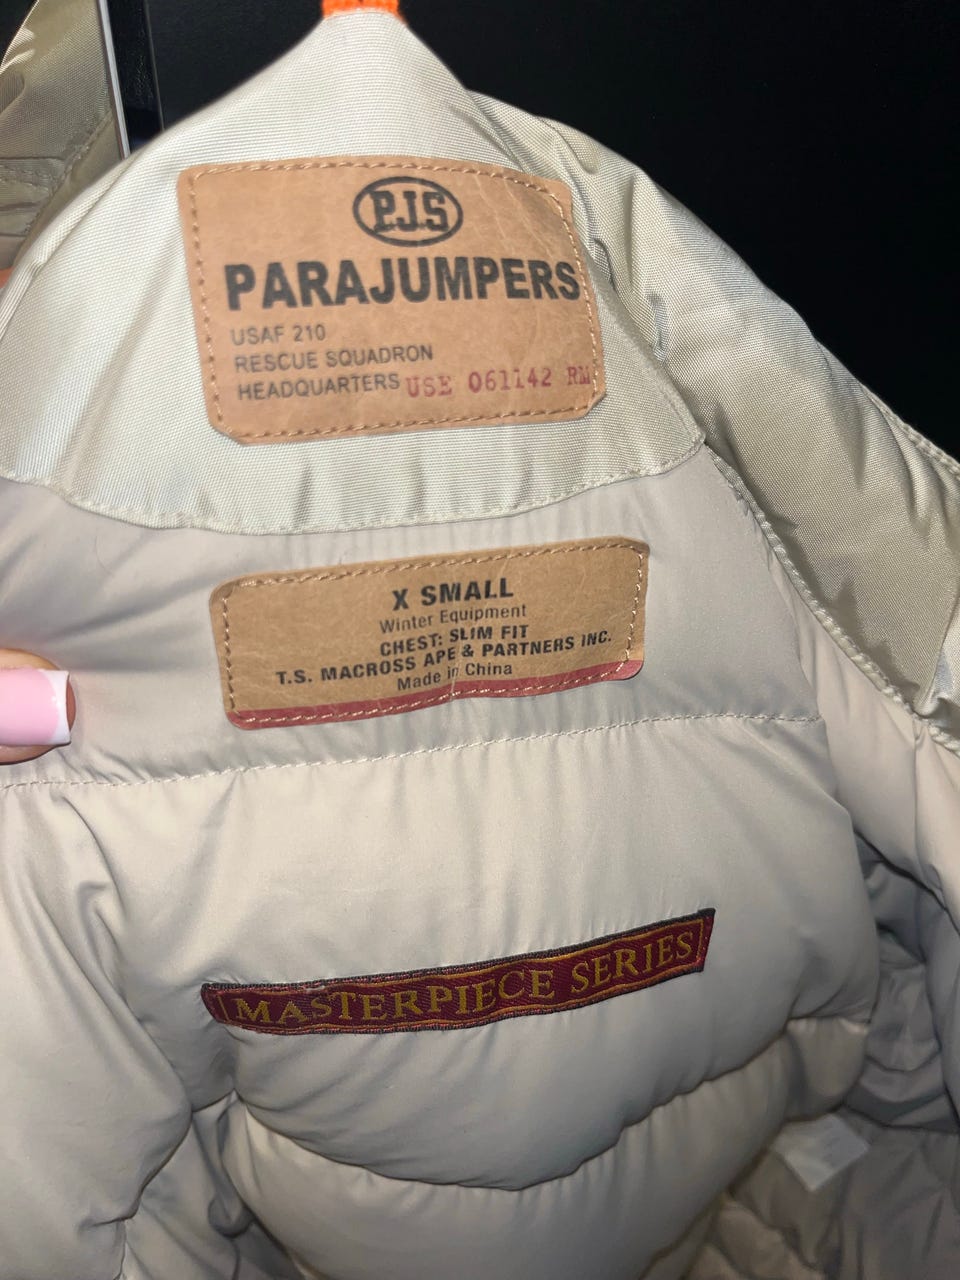 P.J.S
PARAJUMPERS
USAF 210
RESCUE SQUADRON
HEADQUARTERS USE 061142 RM
X SMALL
Winter Equipment
CHEST: SLIM FIT
T.S. MACROSS APE & PARTNERS INC.
Made in China
MASTERPIECE SERIES